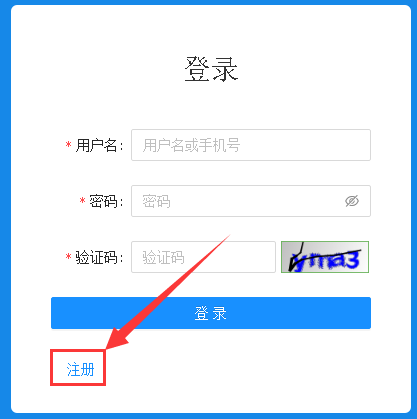 登录
* 用户名: 用户名或手机号
* 密码: 密码
* 验证码: 验证码 yma3
登 录
注册